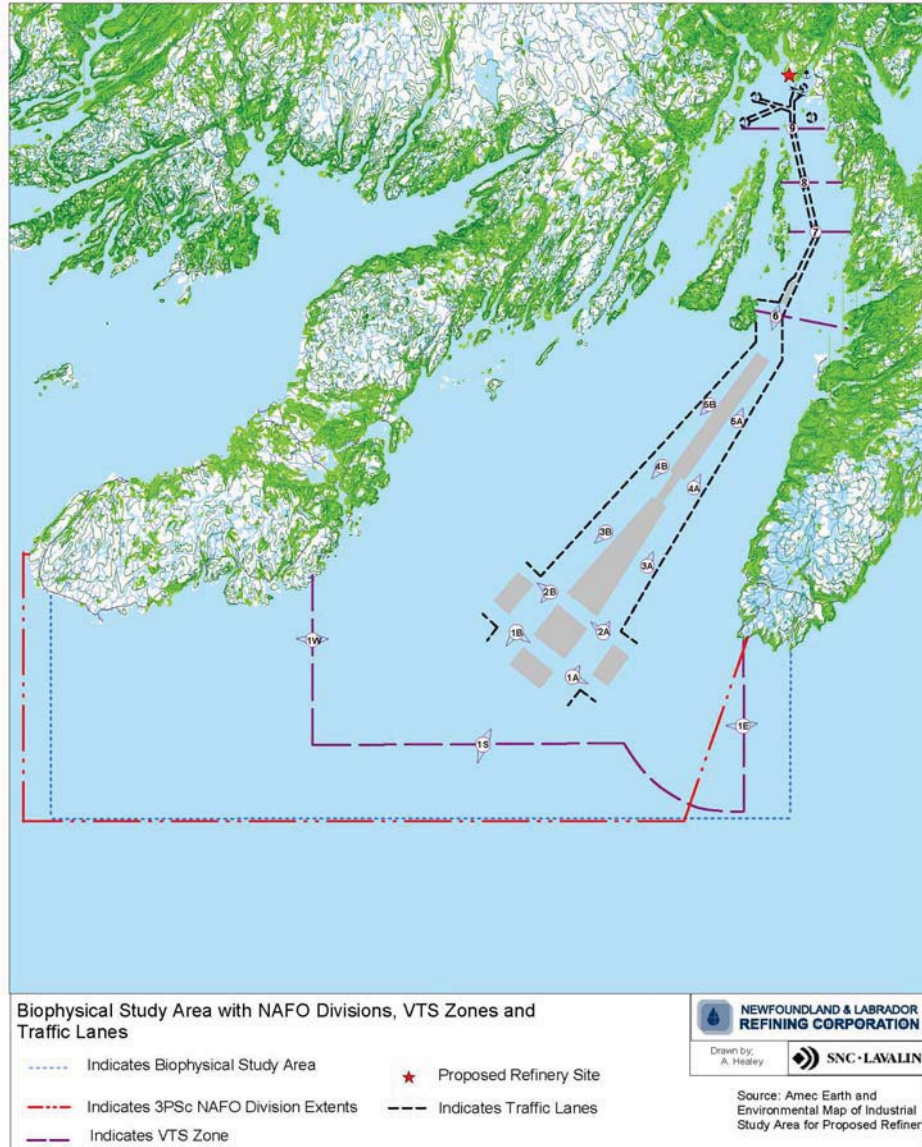 9
8
7
6
5B
5A
4B
4A
3B
3A
2B
2A
1B
1A
1W
1E
1S
Biophysical Study Area with NAFO Divisions, VTS Zones and
Traffic Lanes
Indicates Biophysical Study Area
Indicates 3PSc NAFO Division Extents
Indicates VTS Zone
Proposed Refinery Site
Indicates Traffic Lanes
NEWFOUNDLAND & LABRADOR
REFINING CORPORATION
Drawn by;
A. Healey
SNC • LAVALIN
Source: Amec Earth and
Environmental Map of Industrial
Study Area for Proposed Refiner